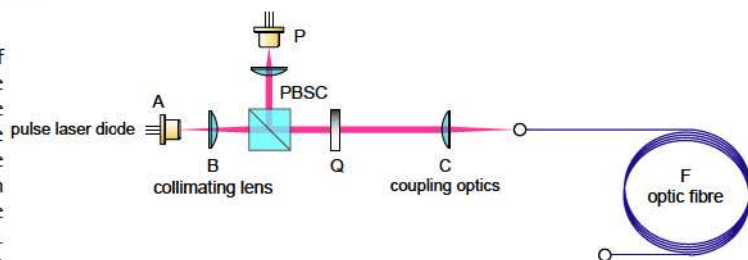 P
PBSC
A
pulse laser diode
B
Q
C
collimating lens
coupling optics
F
optic fibre